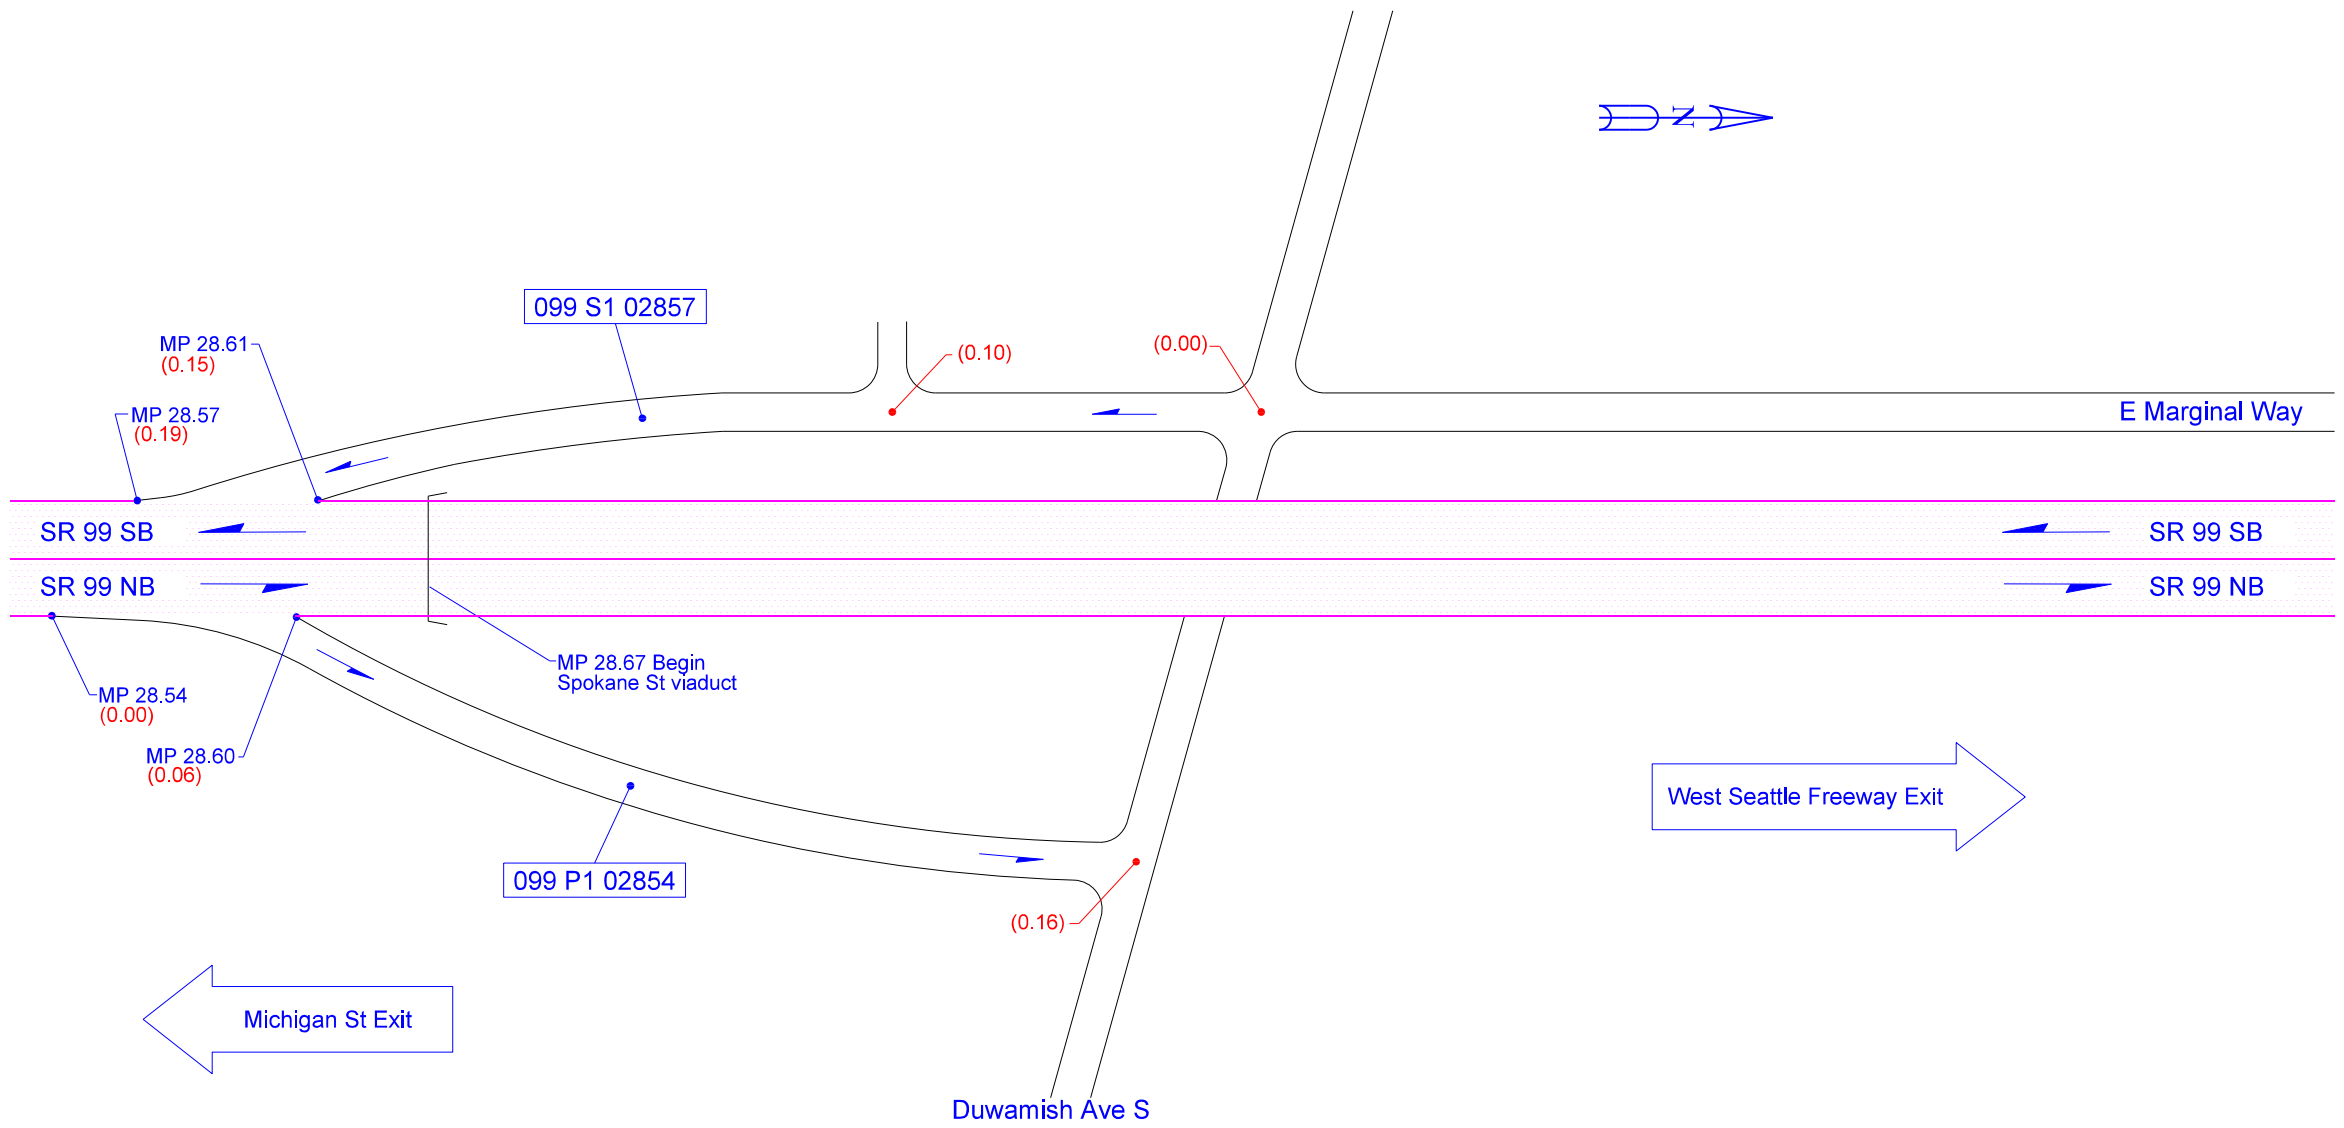 N
099 S1 02857
MP 28.61
(0.15)
(0.10)
(0.00)
MP 28.57
(0.19)
E Marginal Way
SR 99 SB
SR 99 SB
SR 99 NB
SR 99 NB
MP 28.67 Begin
Spokane St viaduct
MP 28.54
(0.00)
MP 28.60
(0.06)
West Seattle Freeway Exit
099 P1 02854
(0.16)
Michigan St Exit
Duwamish Ave S